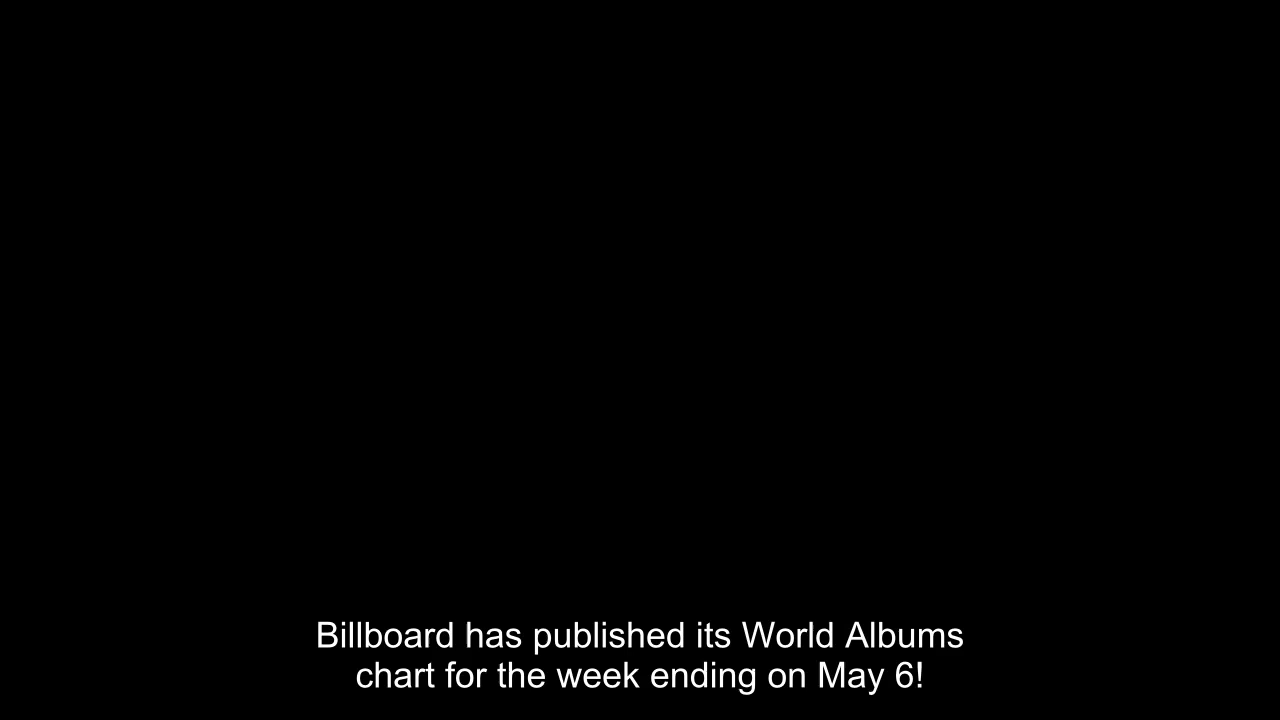 Billboard has published its World Albums
chart for the week ending on May 6!